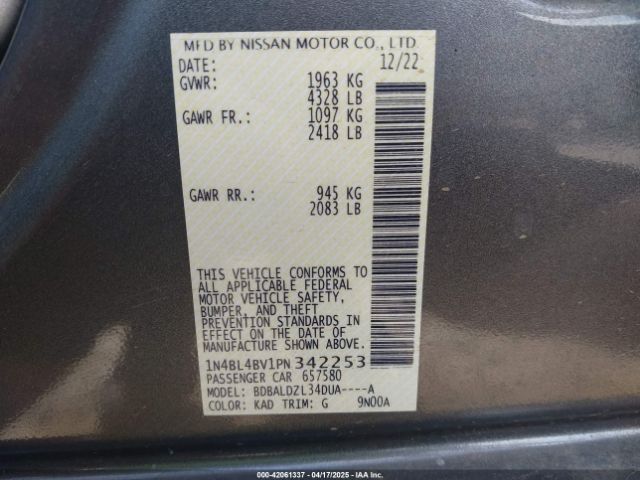 MFD BY NISSAN MOTOR CO., LTD.
DATE: 12/22
GVWR: 1963 KG
4328 LB
GAWR FR.: 1097 KG
2418 LB
GAWR RR.: 945 KG
2083 LB
THIS VEHICLE CONFORMS TO
ALL APPLICABLE FEDERAL
MOTOR VEHICLE SAFETY,
BUMPER, AND THEFT
PREVENTION STANDARDS IN
EFFECT ON THE DATE OF
MANUFACTURE SHOWN ABOVE.
1N4BL4BV1PN342253
PASSENGER CAR 657580
MODEL: BDBALDZL34DUA----A
COLOR: KAD TRIM: G 9N00A
000-42061337 - 04/17/2025 - IAAI.COM